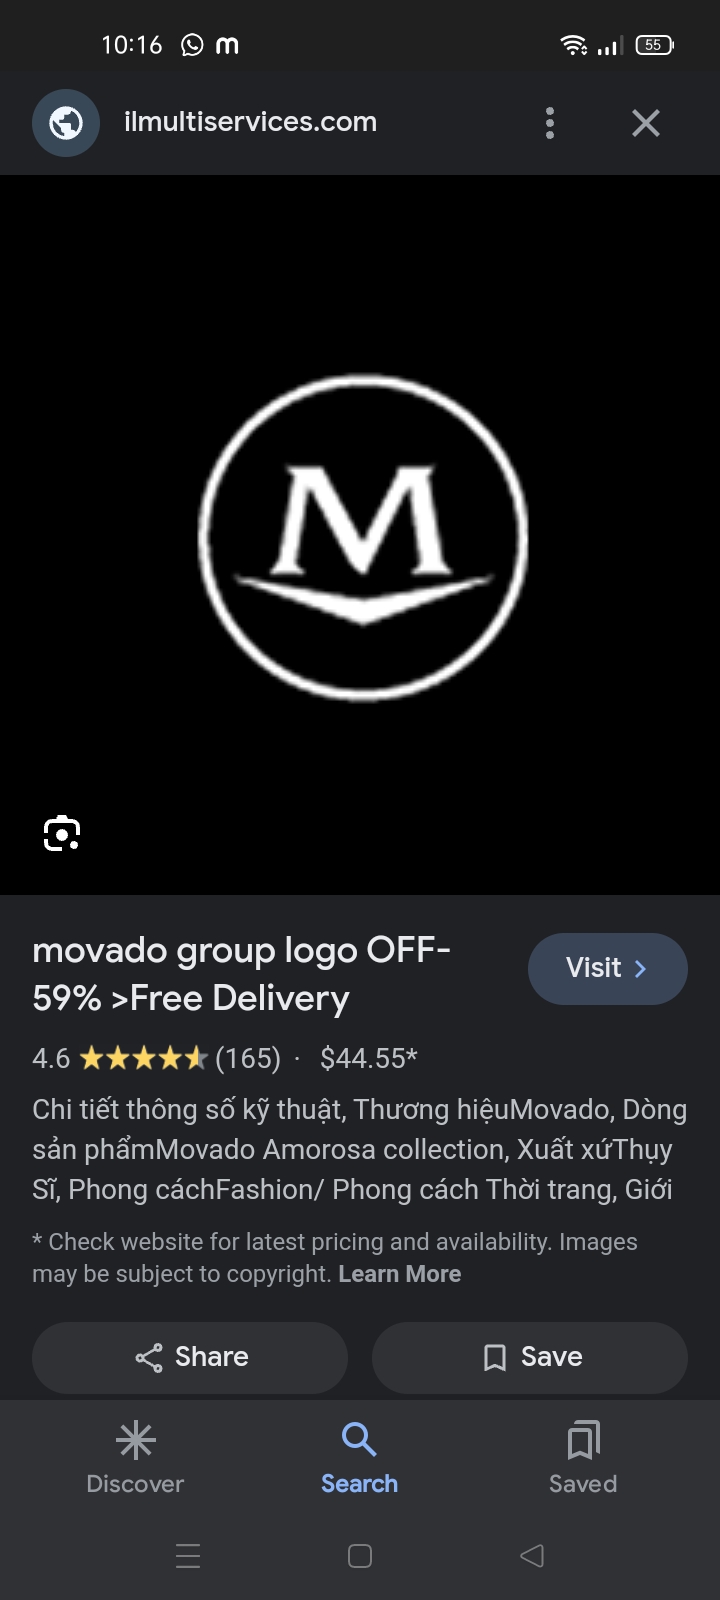 10:16 m 55
ilmultiservices.com
M
movado group logo OFF-
59% >Free Delivery
Visit
4.6 (165) · $44.55*
Chi tiết thông số kỹ thuật, Thương hiệuMovado, Dòng
sản phẩmMovado Amorosa collection, Xuất xứThụy
Sĩ, Phong cáchFashion/ Phong cách Thời trang, Giới
* Check website for latest pricing and availability. Images
may be subject to copyright. Learn More
Share Save
Discover Search Saved